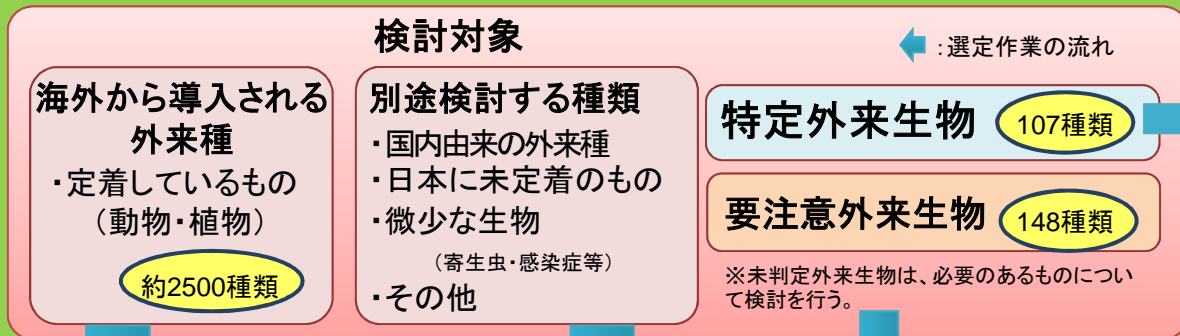 検討対象
:選定作業の流れ
海外から導入される
外来種
・定着しているもの
(動物・植物)
約2500種類
別途検討する種類
・国内由来の外来種
・日本に未定着のもの
・微少な生物
(寄生虫・感染症等)
・その他
特定外来生物
107種類
要注意外来生物
148種類
※未判定外来生物は、必要のあるものについ
て検討を行う。